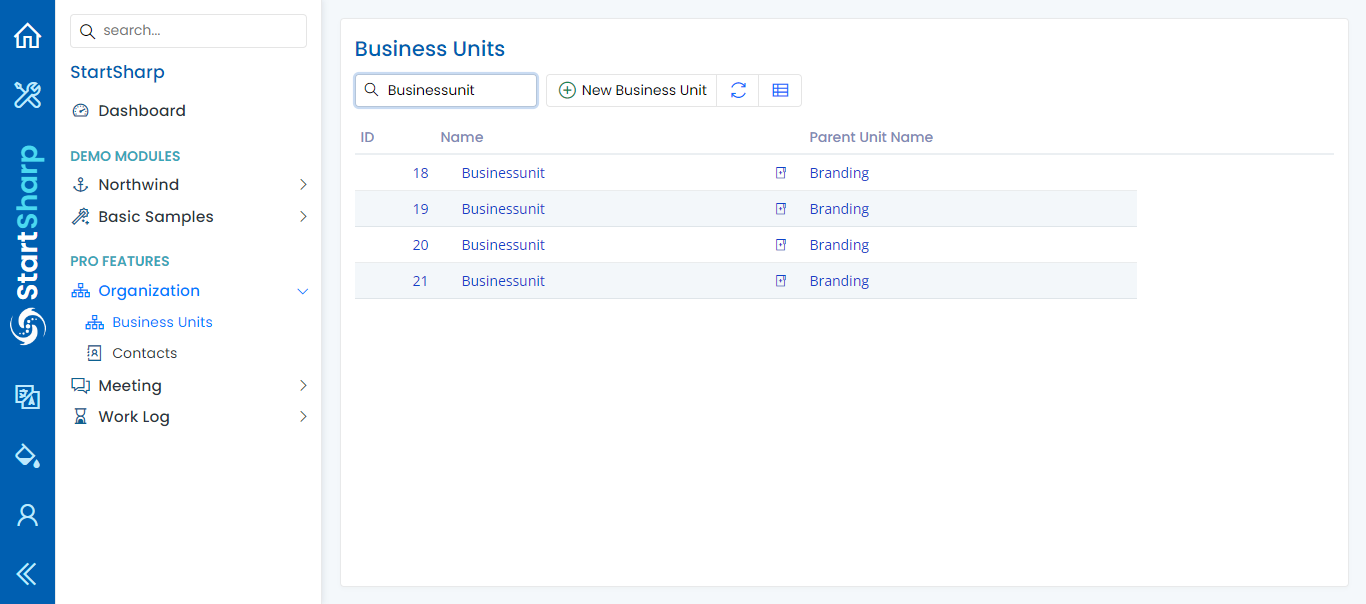 StartSharp
search...
StartSharp
Dashboard
DEMO MODULES
Northwind
Basic Samples
PRO FEATURES
Organization
Business Units
Contacts
Meeting
Work Log
Business Units
Businessunit
New Business Unit
ID Name Parent Unit Name
18 Businessunit Branding
19 Businessunit Branding
20 Businessunit Branding
21 Businessunit Branding